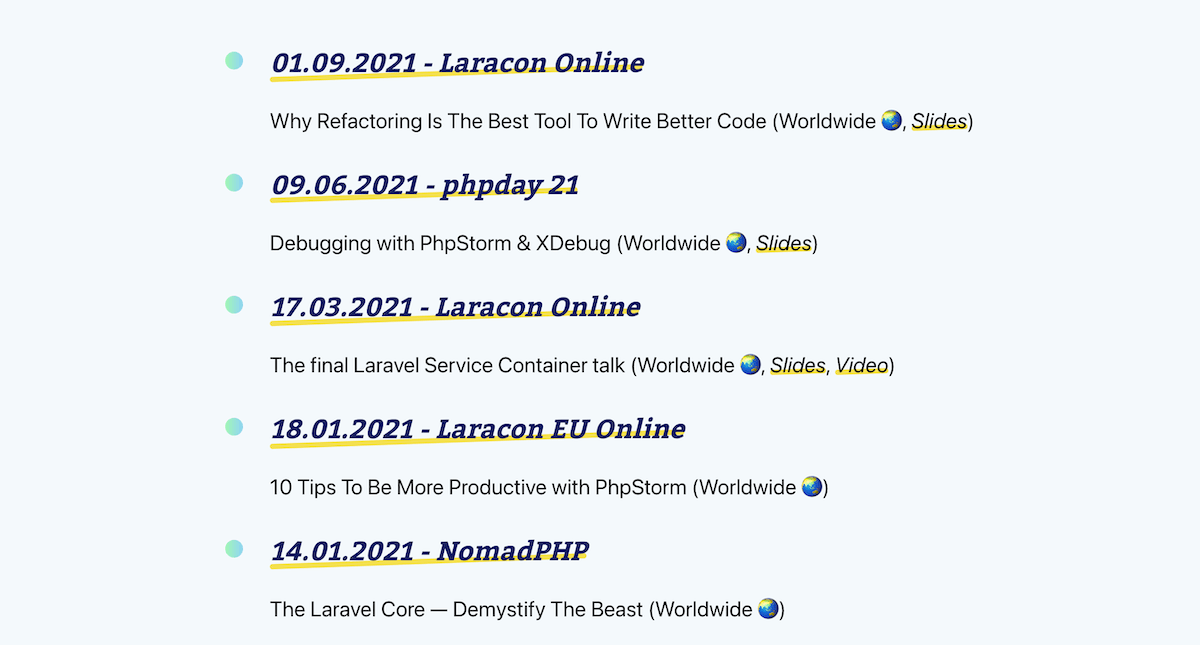 01.09.2021 - Laracon Online
Why Refactoring Is The Best Tool To Write Better Code (Worldwide 🌏, Slides)
09.06.2021 - phpday 21
Debugging with PhpStorm & XDebug (Worldwide 🌏, Slides)
17.03.2021 - Laracon Online
The final Laravel Service Container talk (Worldwide 🌏, Slides, Video)
18.01.2021 - Laracon EU Online
10 Tips To Be More Productive with PhpStorm (Worldwide 🌏)
14.01.2021 - NomadPHP
The Laravel Core — Demystify The Beast (Worldwide 🌏)